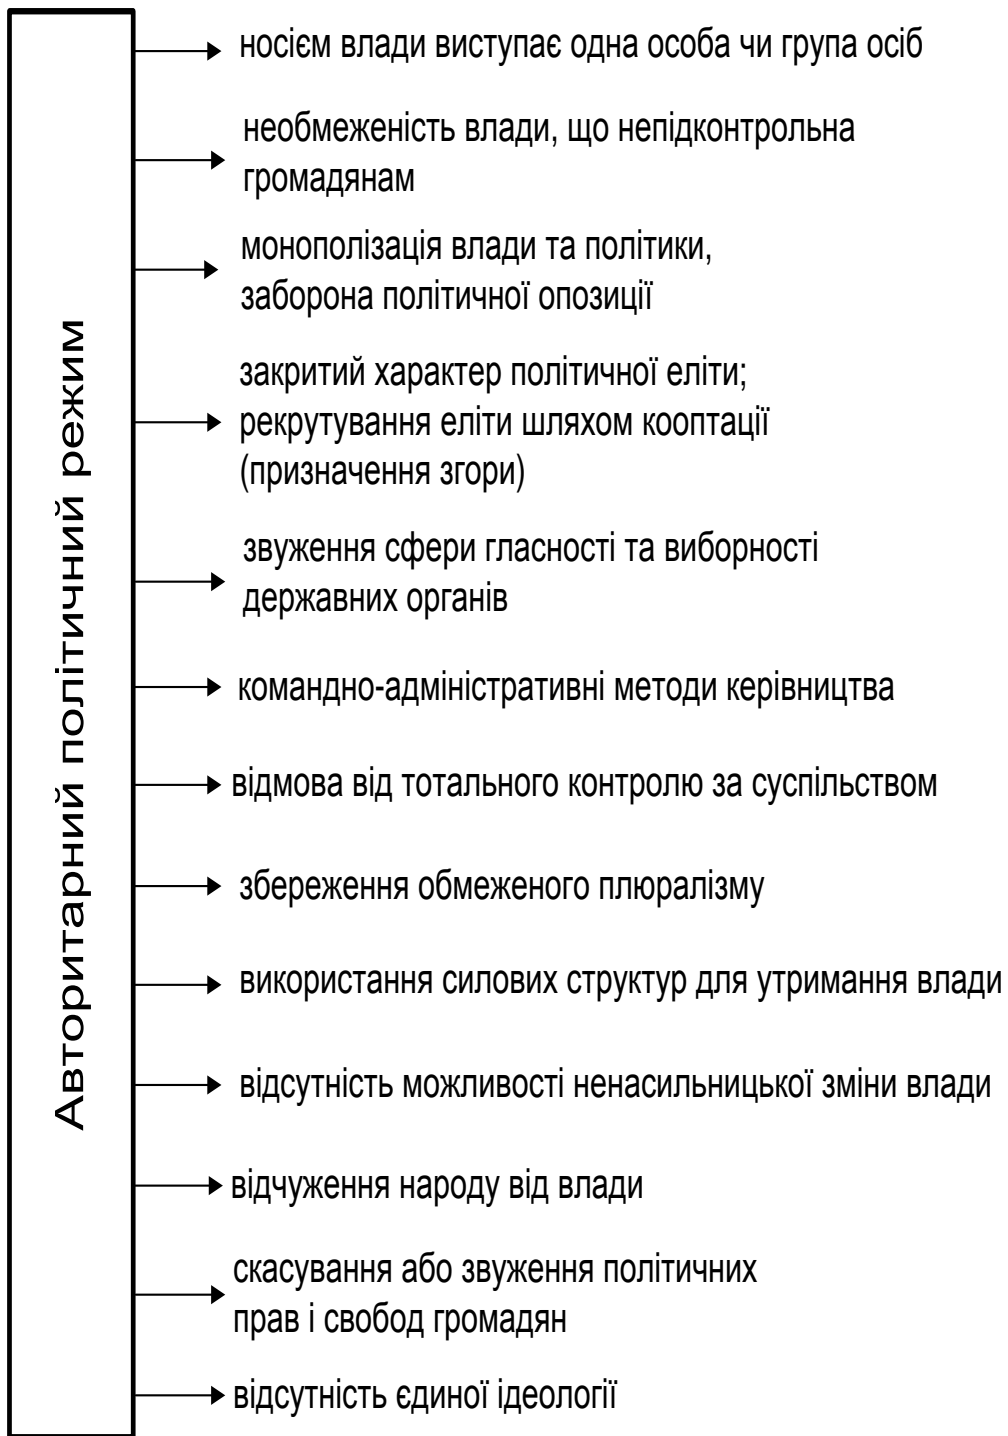 Авторитарний політичний режим
носієм влади виступає одна особа чи група осіб
необмеженість влади, що непідконтрольна
громадянам
монополізація влади та політики,
заборона політичної опозиції
закритий характер політичної еліти;
рекрутування еліти шляхом кооптації
(призначення згори)
звуження сфери гласності та виборності
державних органів
командно-адміністративні методи керівництва
відмова від тотального контролю за суспільством
збереження обмеженого плюралізму
використання силових структур для утримання влади
відсутність можливості ненасильницької зміни влади
відчуження народу від влади
скасування або звуження політичних
прав і свобод громадян
відсутність єдиної ідеології